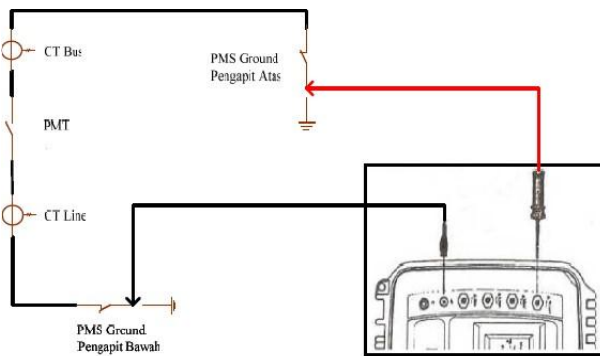 CT Bus
PMS Ground
Pengapit Atas
PMT
CT Line
PMS Ground
Pengapit Bawah